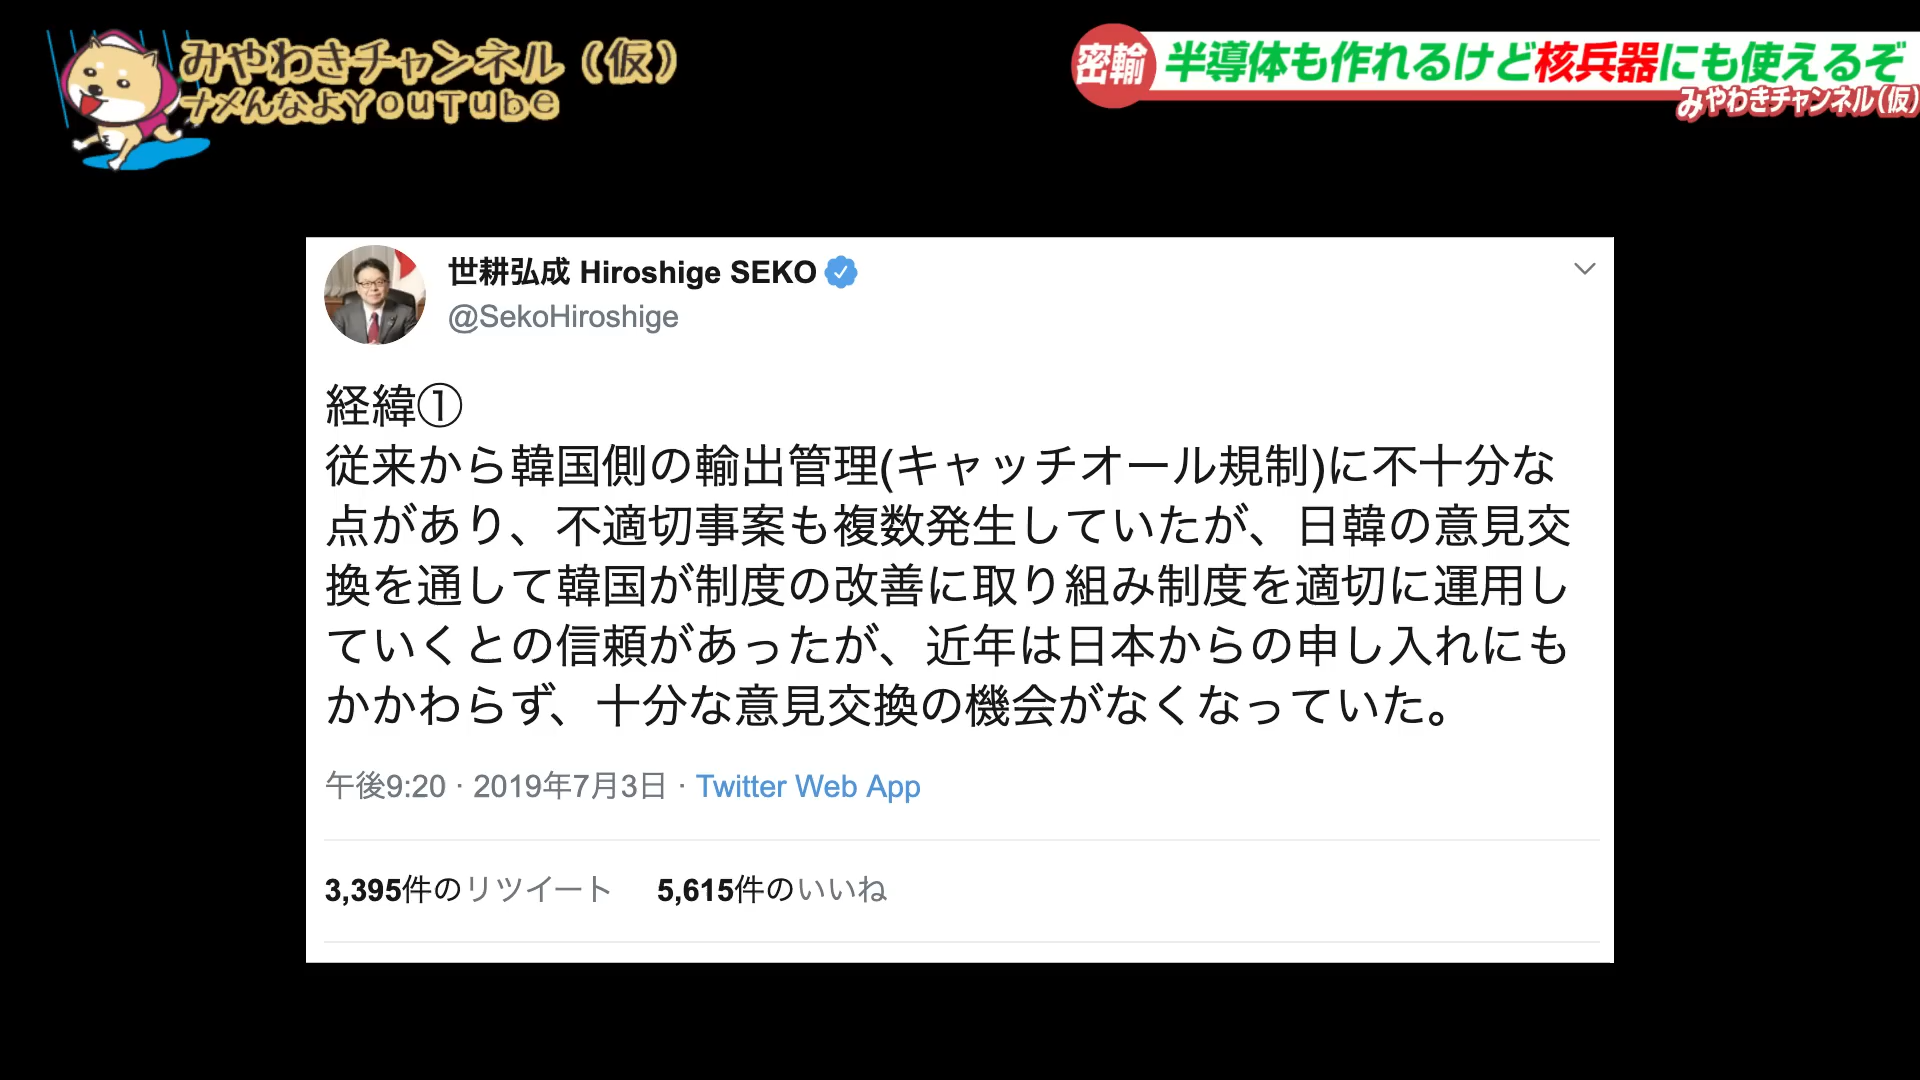 みやわきチャンネル（仮）
ナメんなよYouTube
密輸
半導体も作れるけど核兵器にも使えるぞ
みやわきチャンネル（仮）
世耕弘成 Hiroshige SEKO
@SekoHiroshige
経緯①
従来から韓国側の輸出管理(キャッチオール規制)に不十分な
点があり、不適切事案も複数発生していたが、日韓の意見交
換を通して韓国が制度の改善に取り組み制度を適切に運用し
ていくとの信頼があったが、近年は日本からの申し入れにも
かかわらず、十分な意見交換の機会がなくなっていた。
午後9:20 · 2019年7月3日 · Twitter Web App
3,395件のリツイート 5,615件のいいね